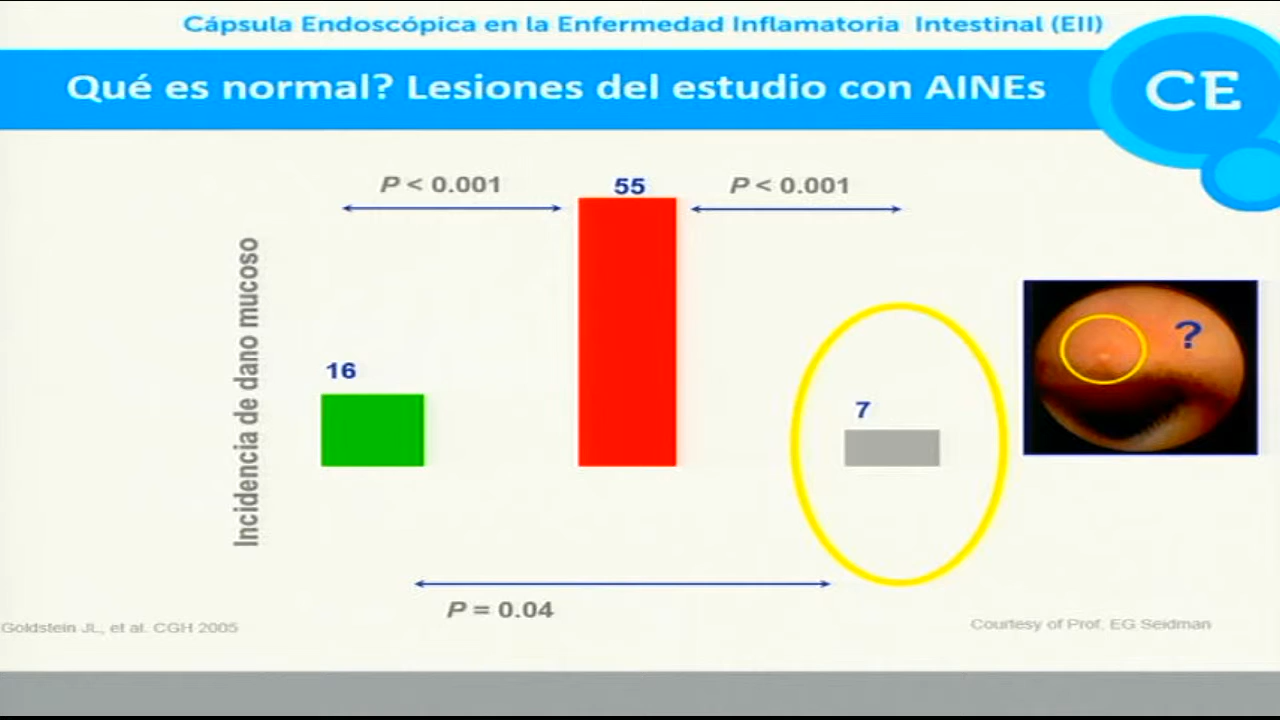 Cápsula Endoscópica en la Enfermedad Inflamatoria Intestinal (EII)
Qué es normal? Lesiones del estudio con AINEs
CE
P < 0.001
55
P < 0.001
Incidencia de dano mucoso
16
7
?
P = 0.04
Goldstein JL, et al. CGH 2005
Courtesy of Prof. EG Seidman